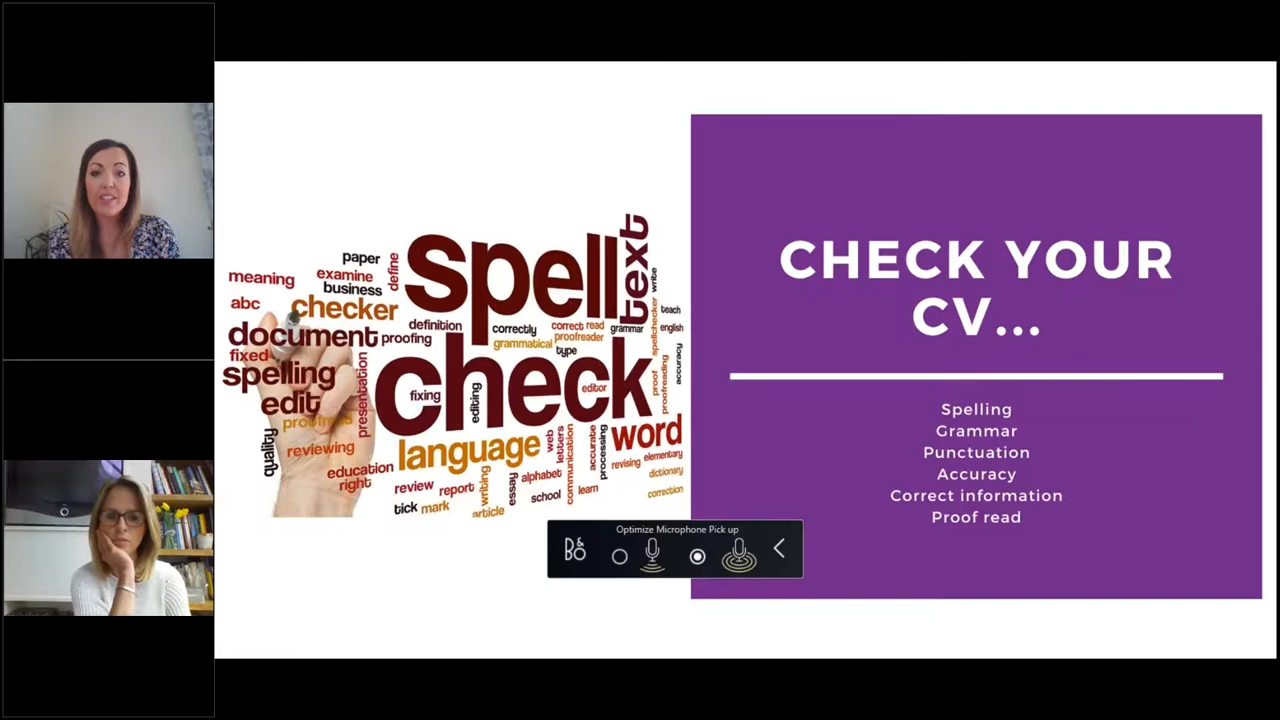 spell
text
write
paper
define
meaning
examine
business
abc
checker
teach
definition
correctly
correct
read
grammar
spellchecker
english
document
proofing
grammatical
proofreader
type
fixed
check
accuracy
spelling
presentation
fixing
editing
editor
proof
proofreading
edit
quality
reviewing
language
web
letters
communication
accurate
processing
word
education
right
alphabet
revising
elementary
dictionary
review
report
writing
essay
school
learn
correction
tick
mark
article
CHECK YOUR
CV...
Spelling
Grammar
Punctuation
Accuracy
Correct information
Proof read
Optimize Microphone Pick up
B&O